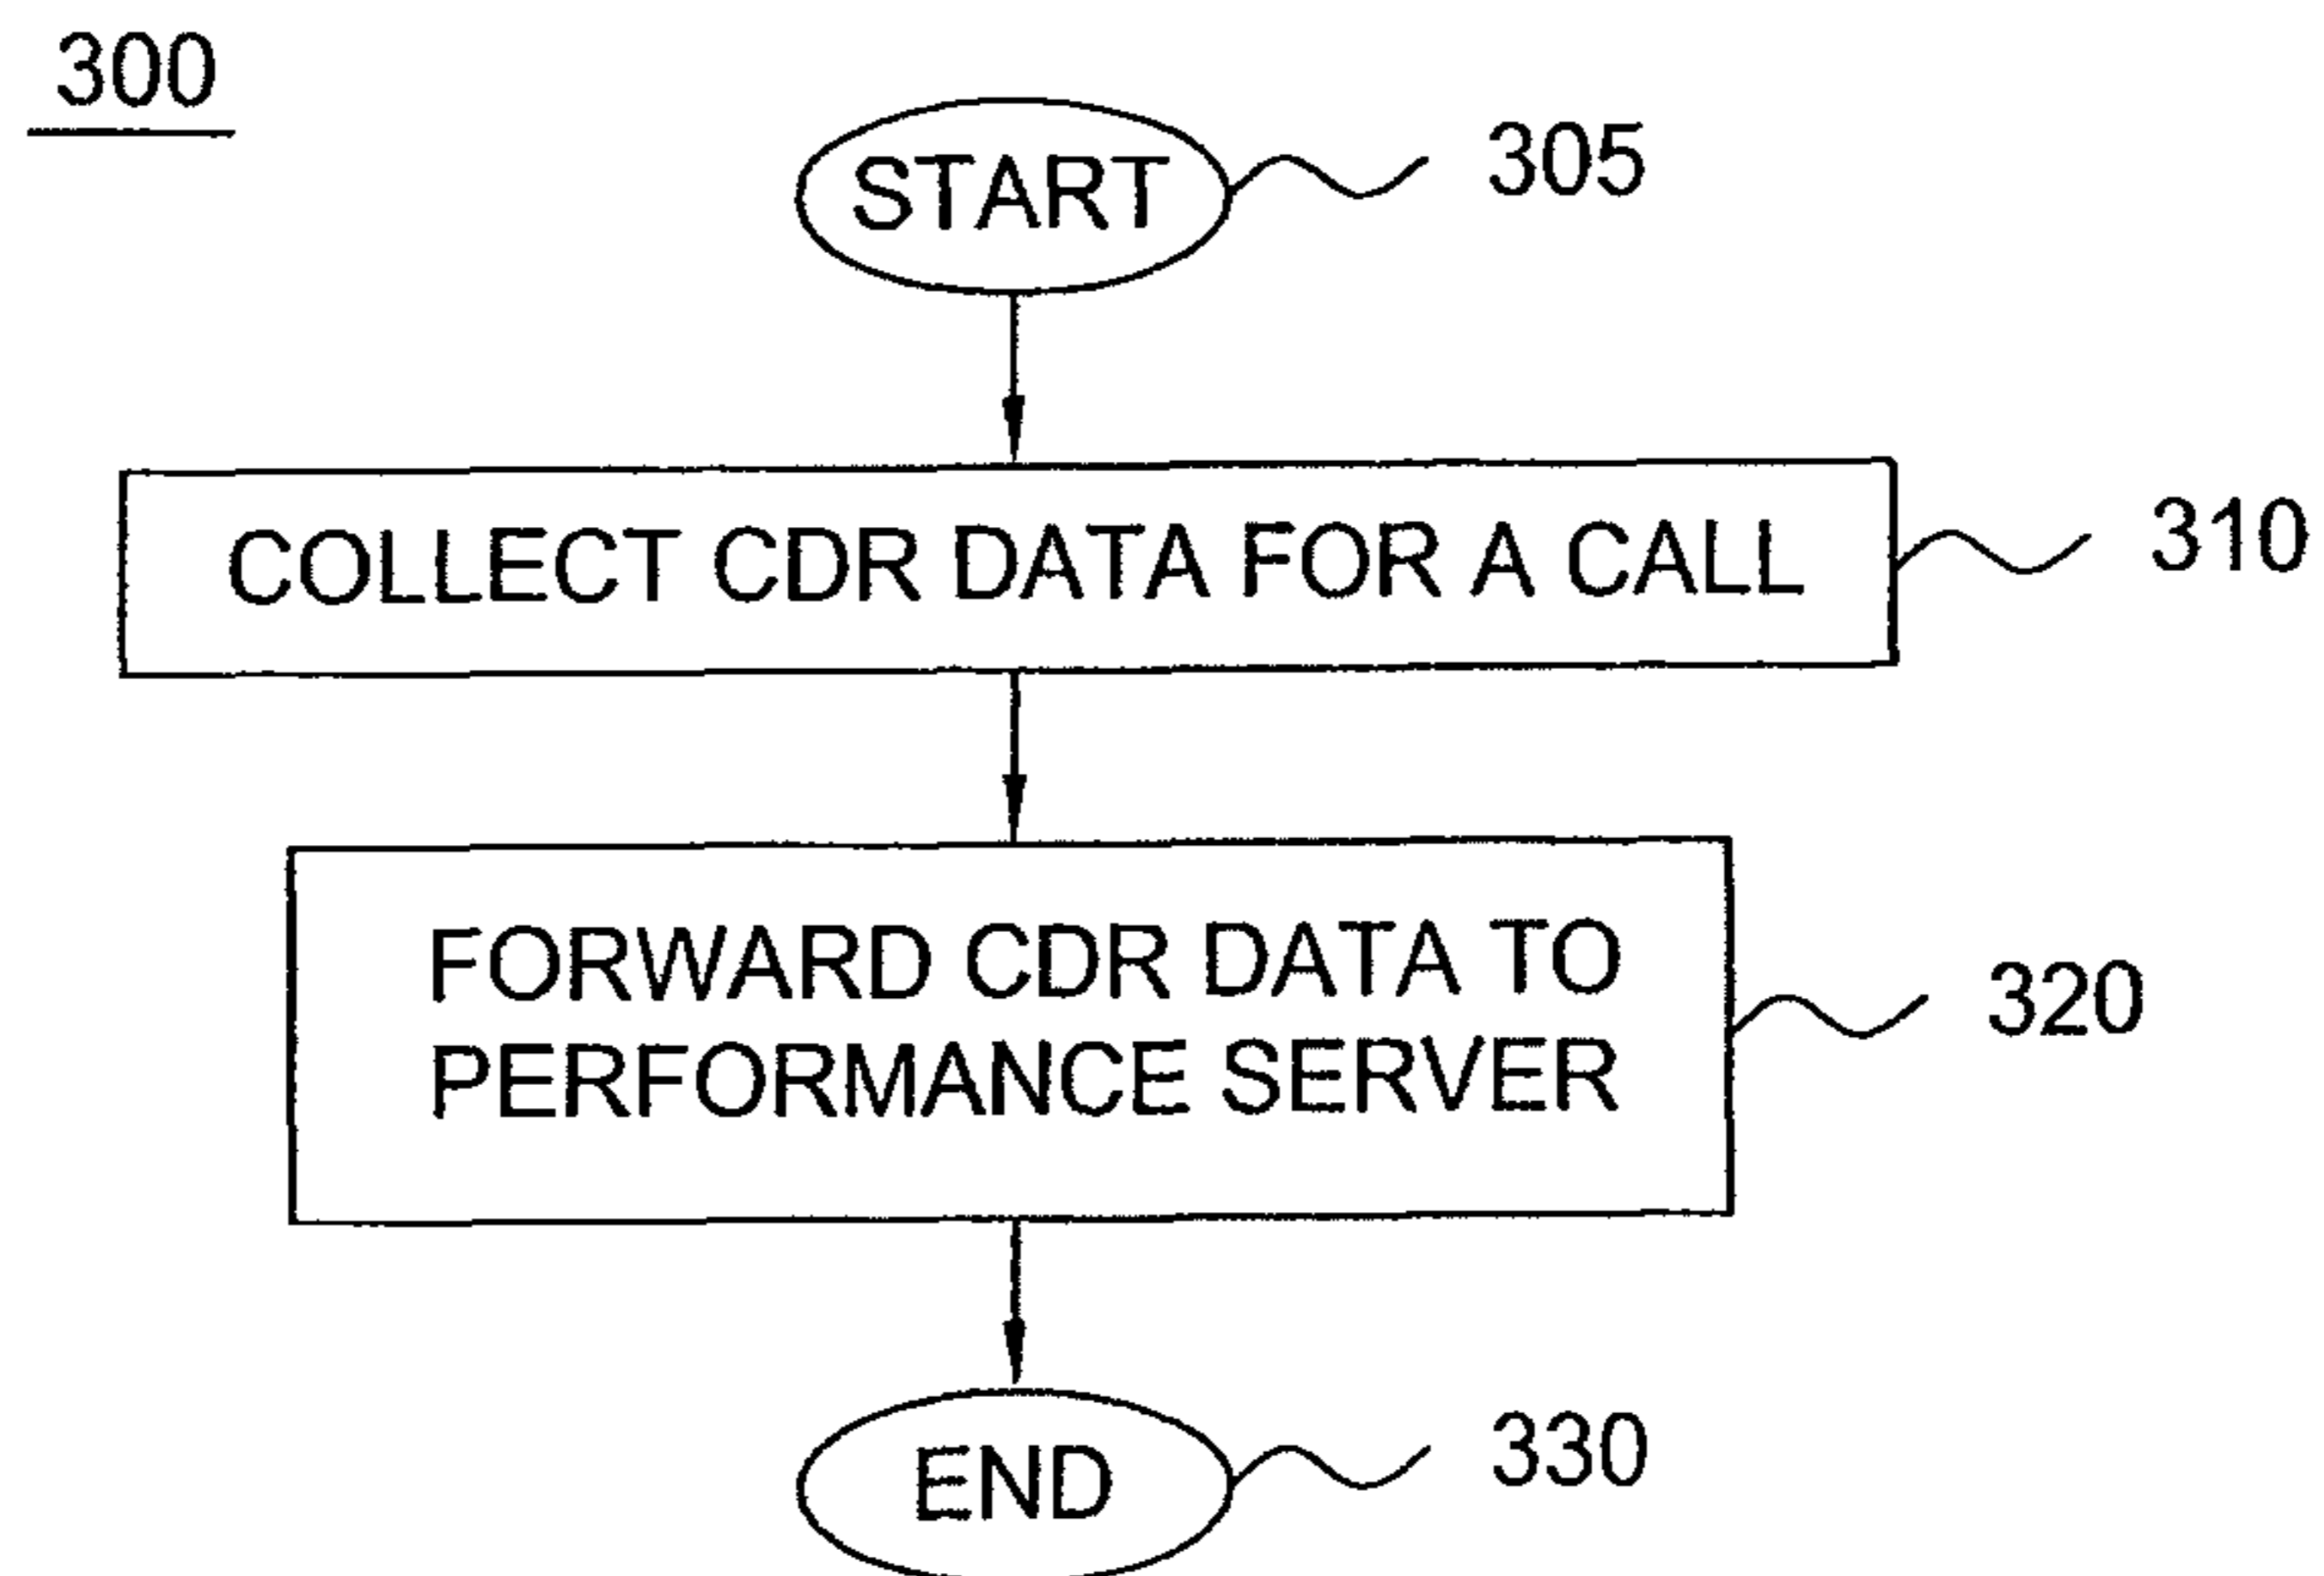 300
START
305
COLLECT CDR DATA FOR A CALL
310
FORWARD CDR DATA TO
PERFORMANCE SERVER
320
END
330